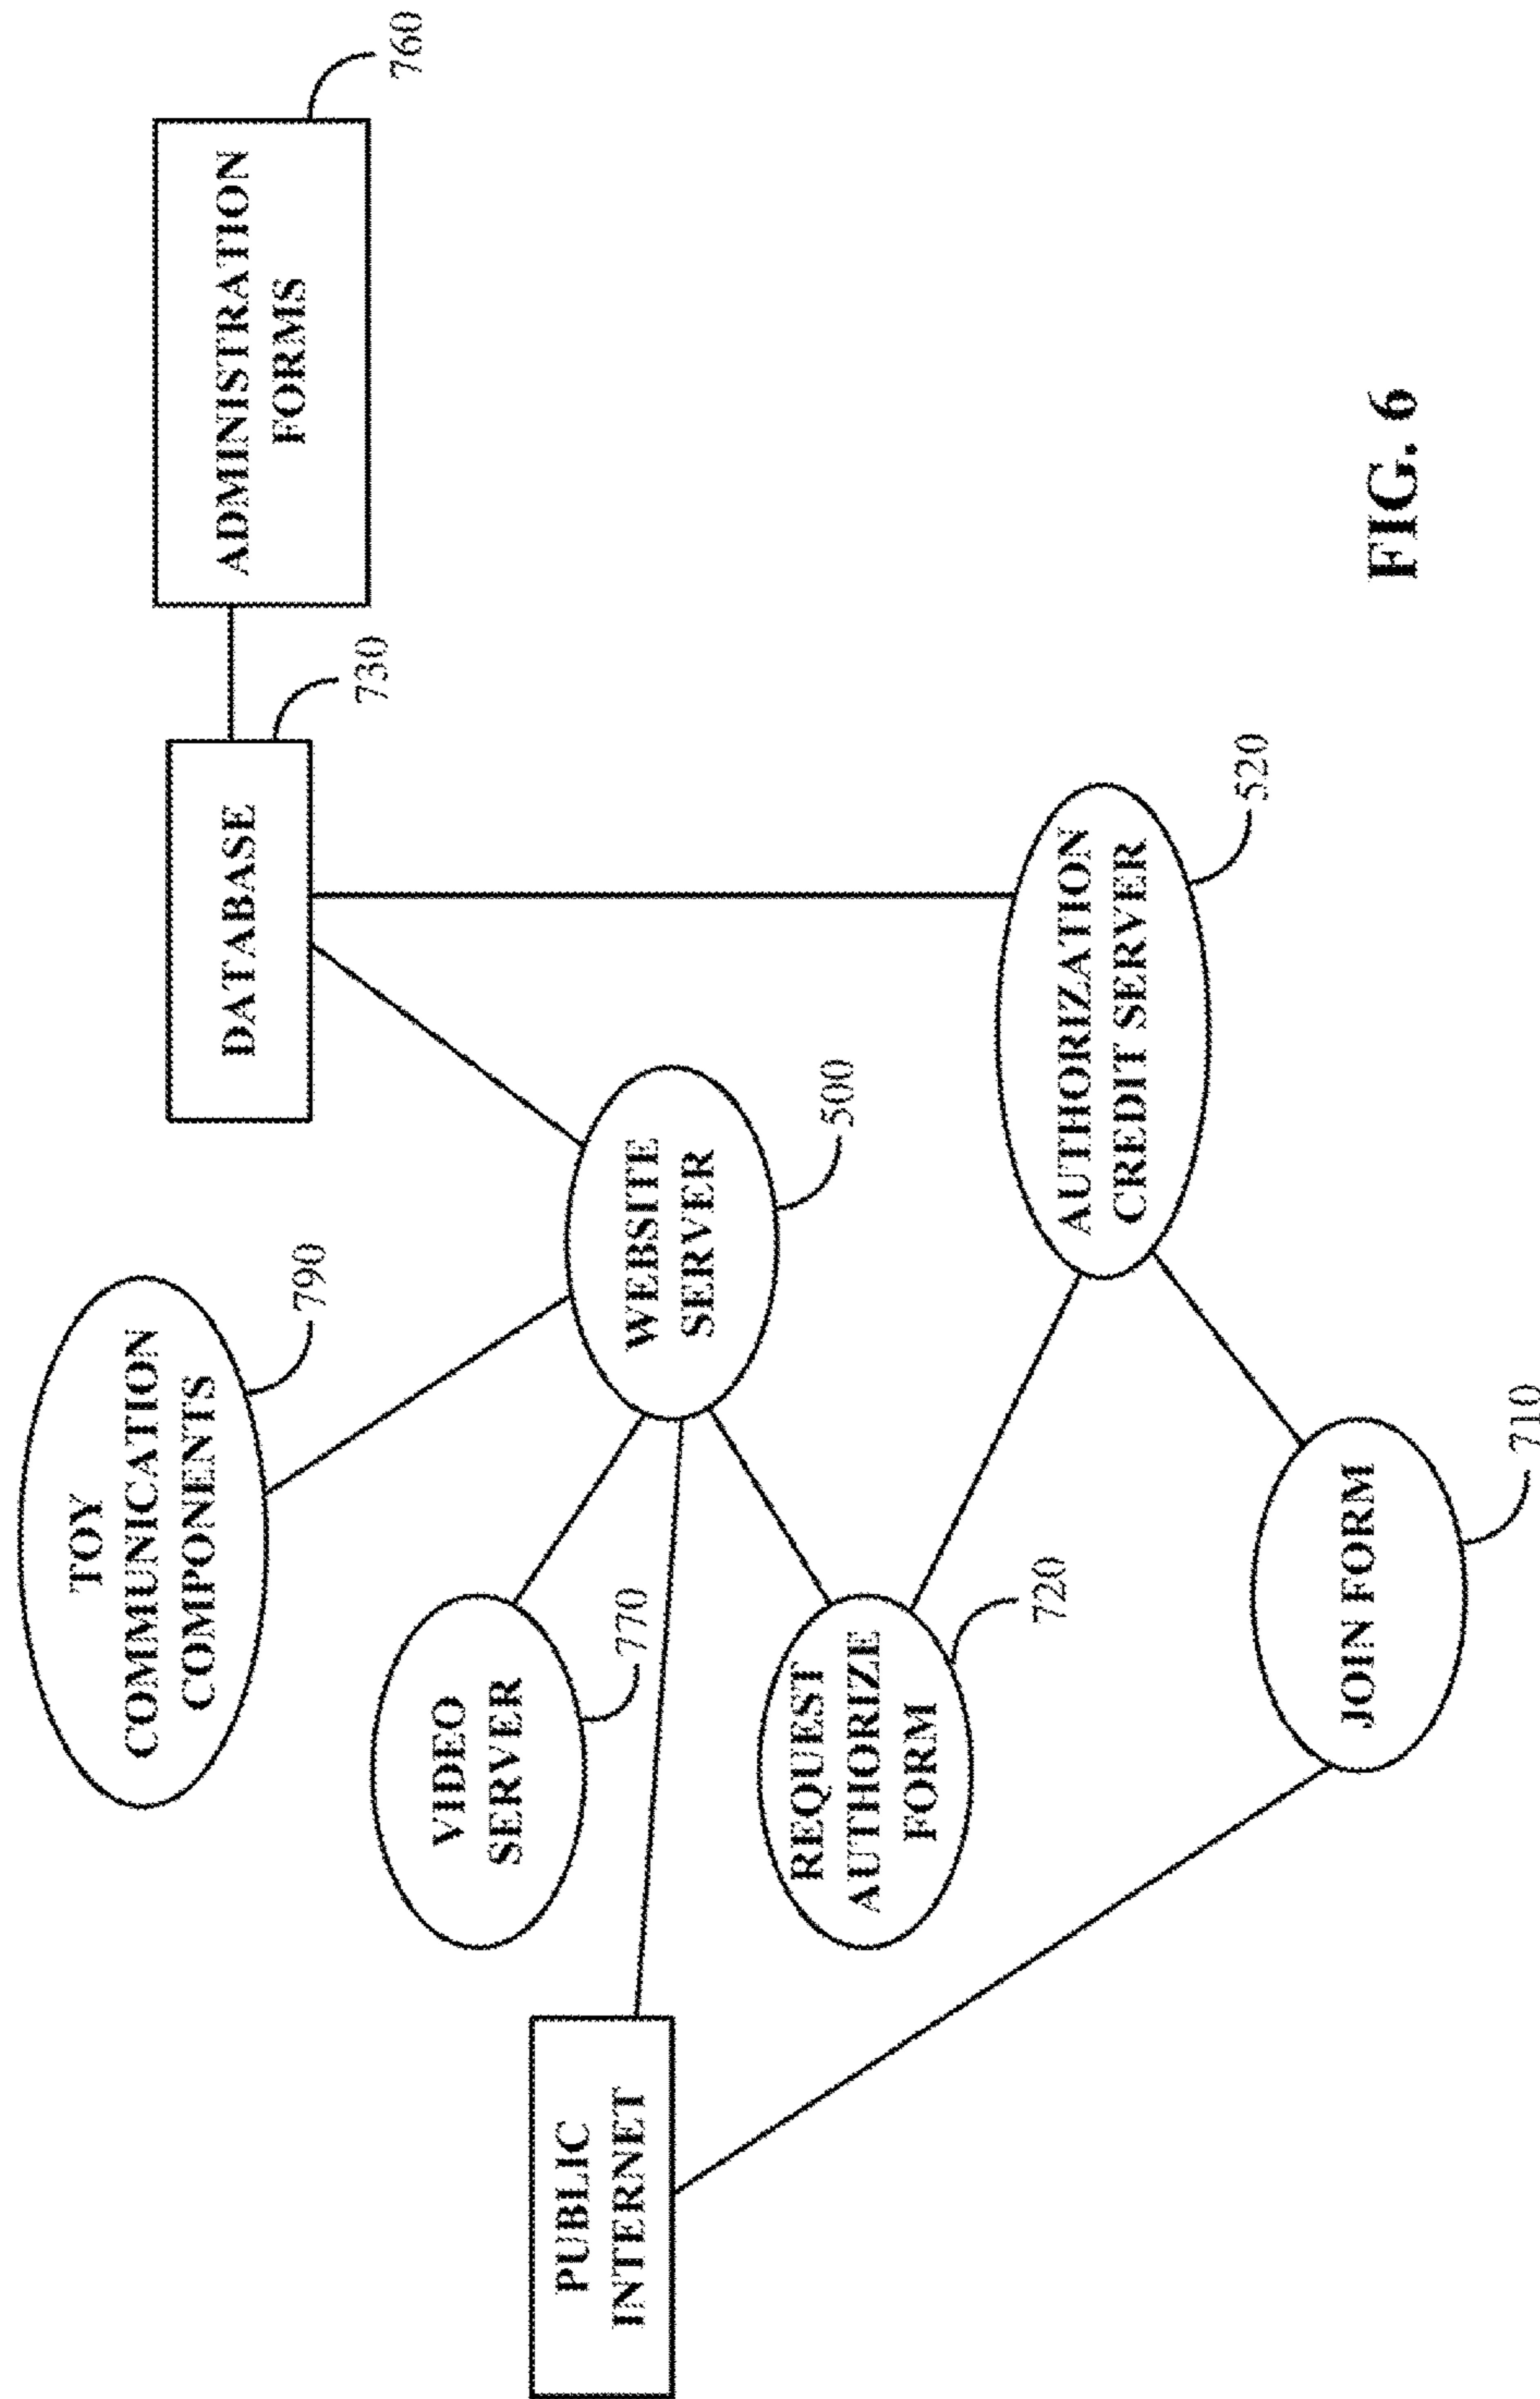 TOY
COMMUNICATION
COMPONENTS
790
ADMINISTRATION
FORMS
760
DATABASE
730
VIDEO
SERVER
770
WEBSITE
SERVER
500
PUBLIC
INTERNET
REQUEST
AUTHORIZE
FORM
720
AUTHORIZATION
CREDIT SERVER
520
JOIN FORM
710
FIG. 6